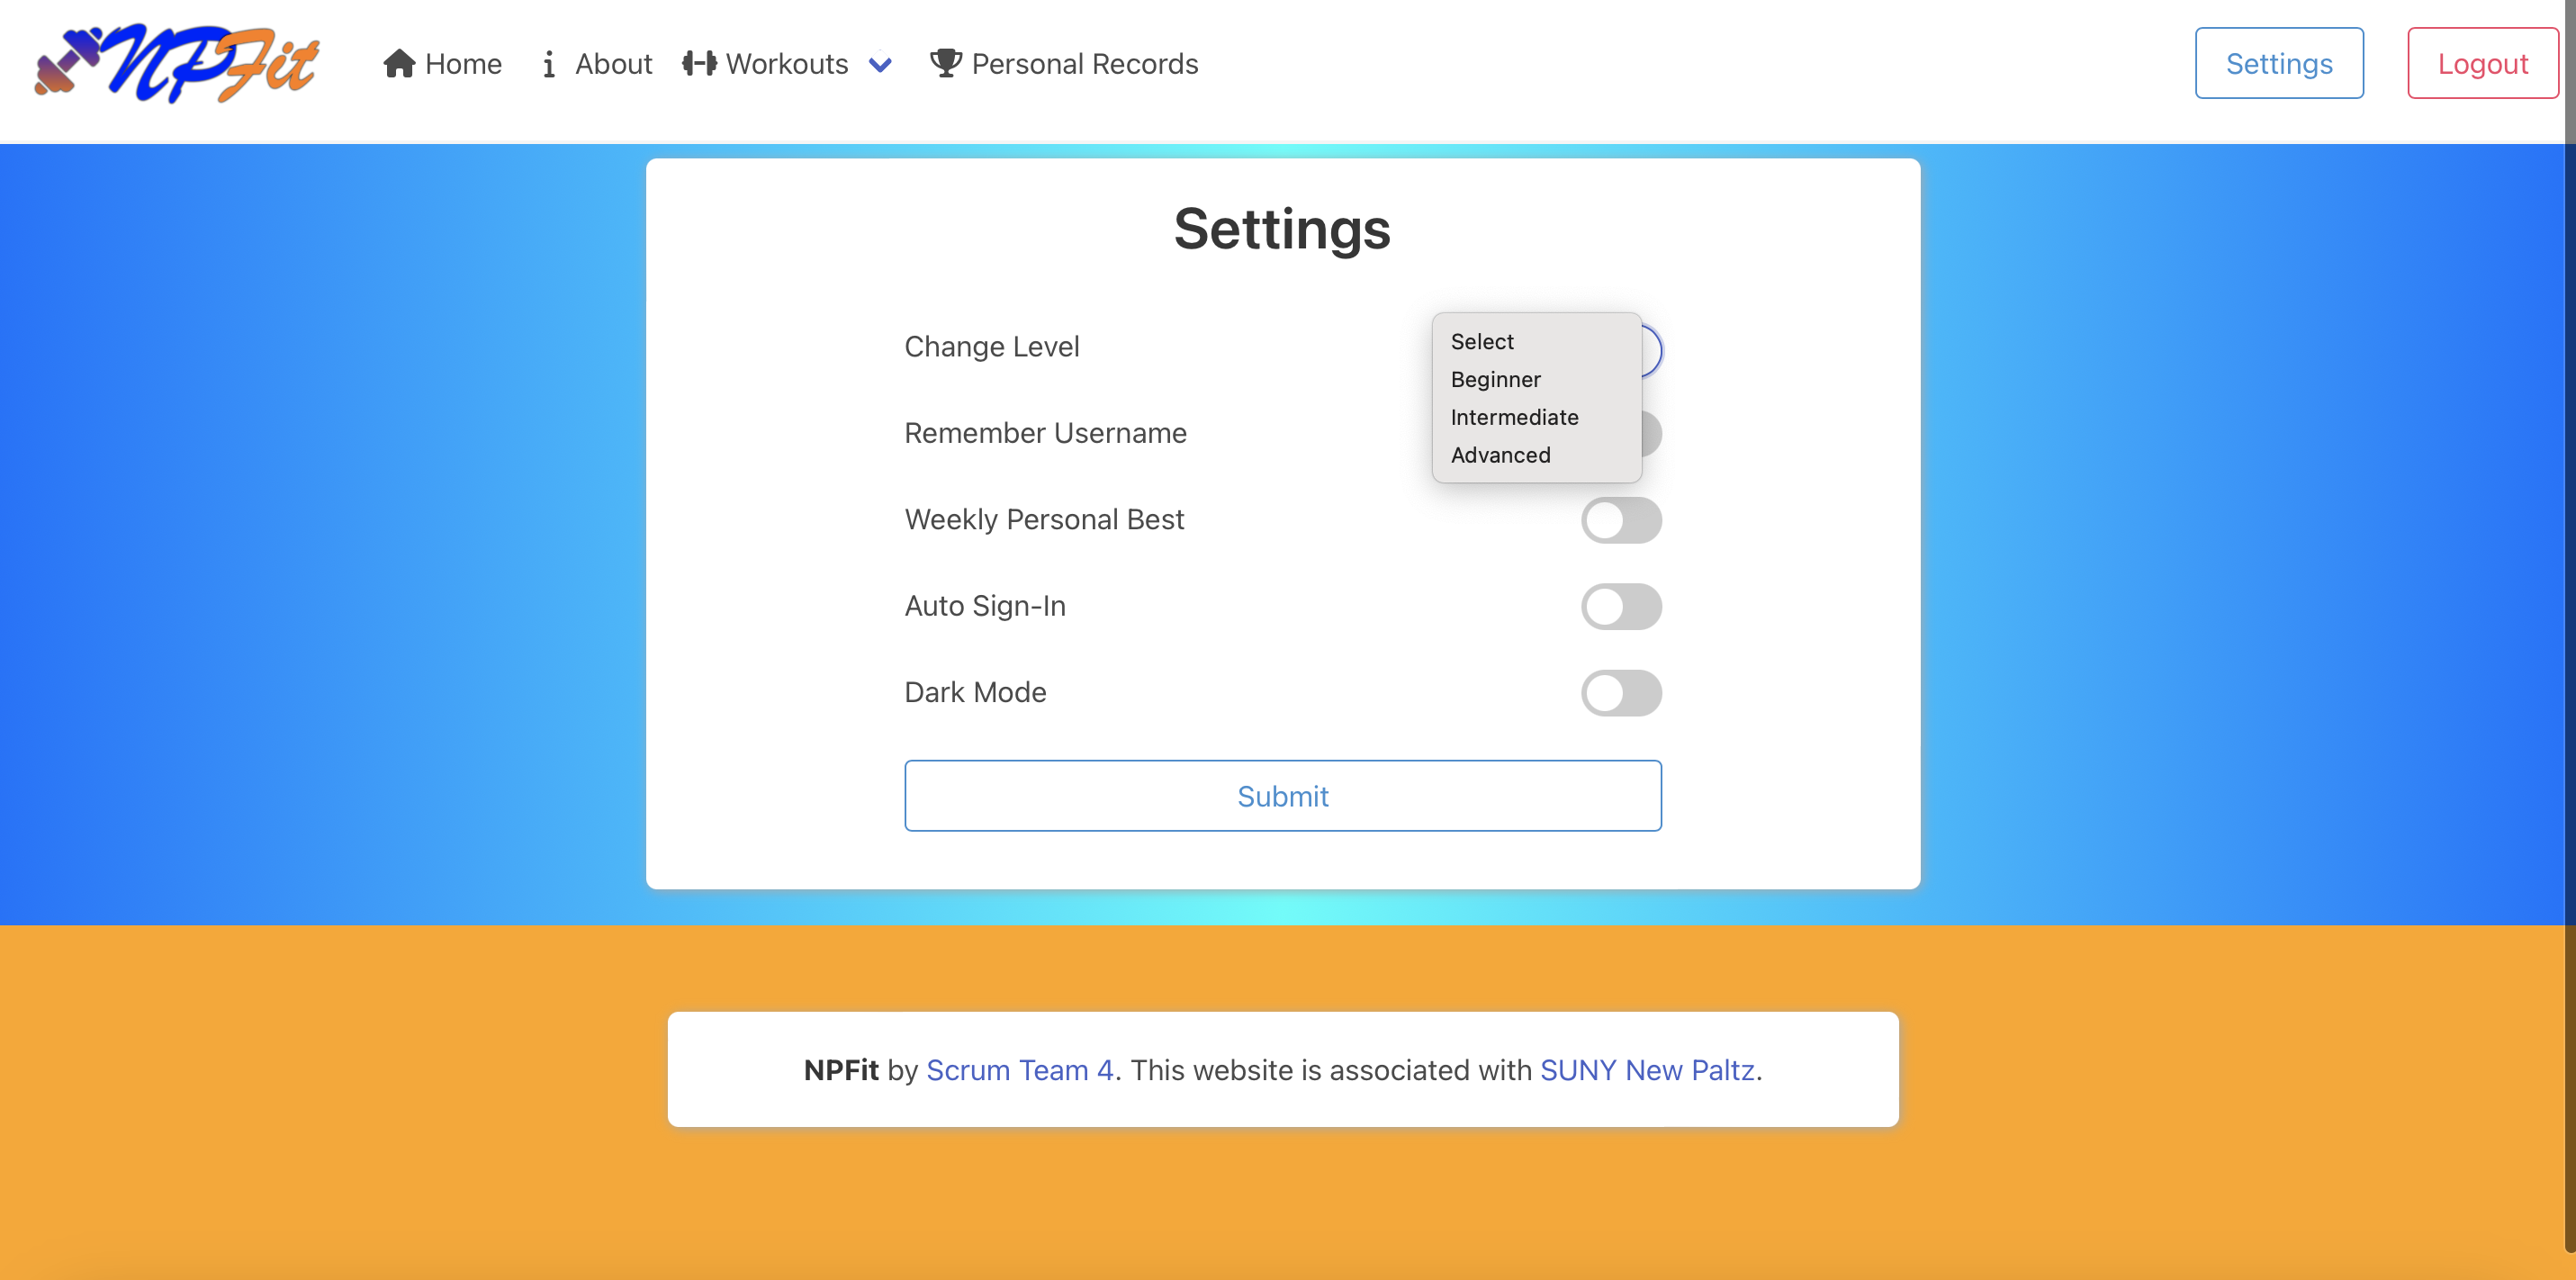 NPFit
Home
About
Workouts
Personal Records
Settings
Logout
Settings
Change Level
Select
Beginner
Intermediate
Advanced
Remember Username
Weekly Personal Best
Auto Sign-In
Dark Mode
Submit
NPFit by Scrum Team 4. This website is associated with SUNY New Paltz.